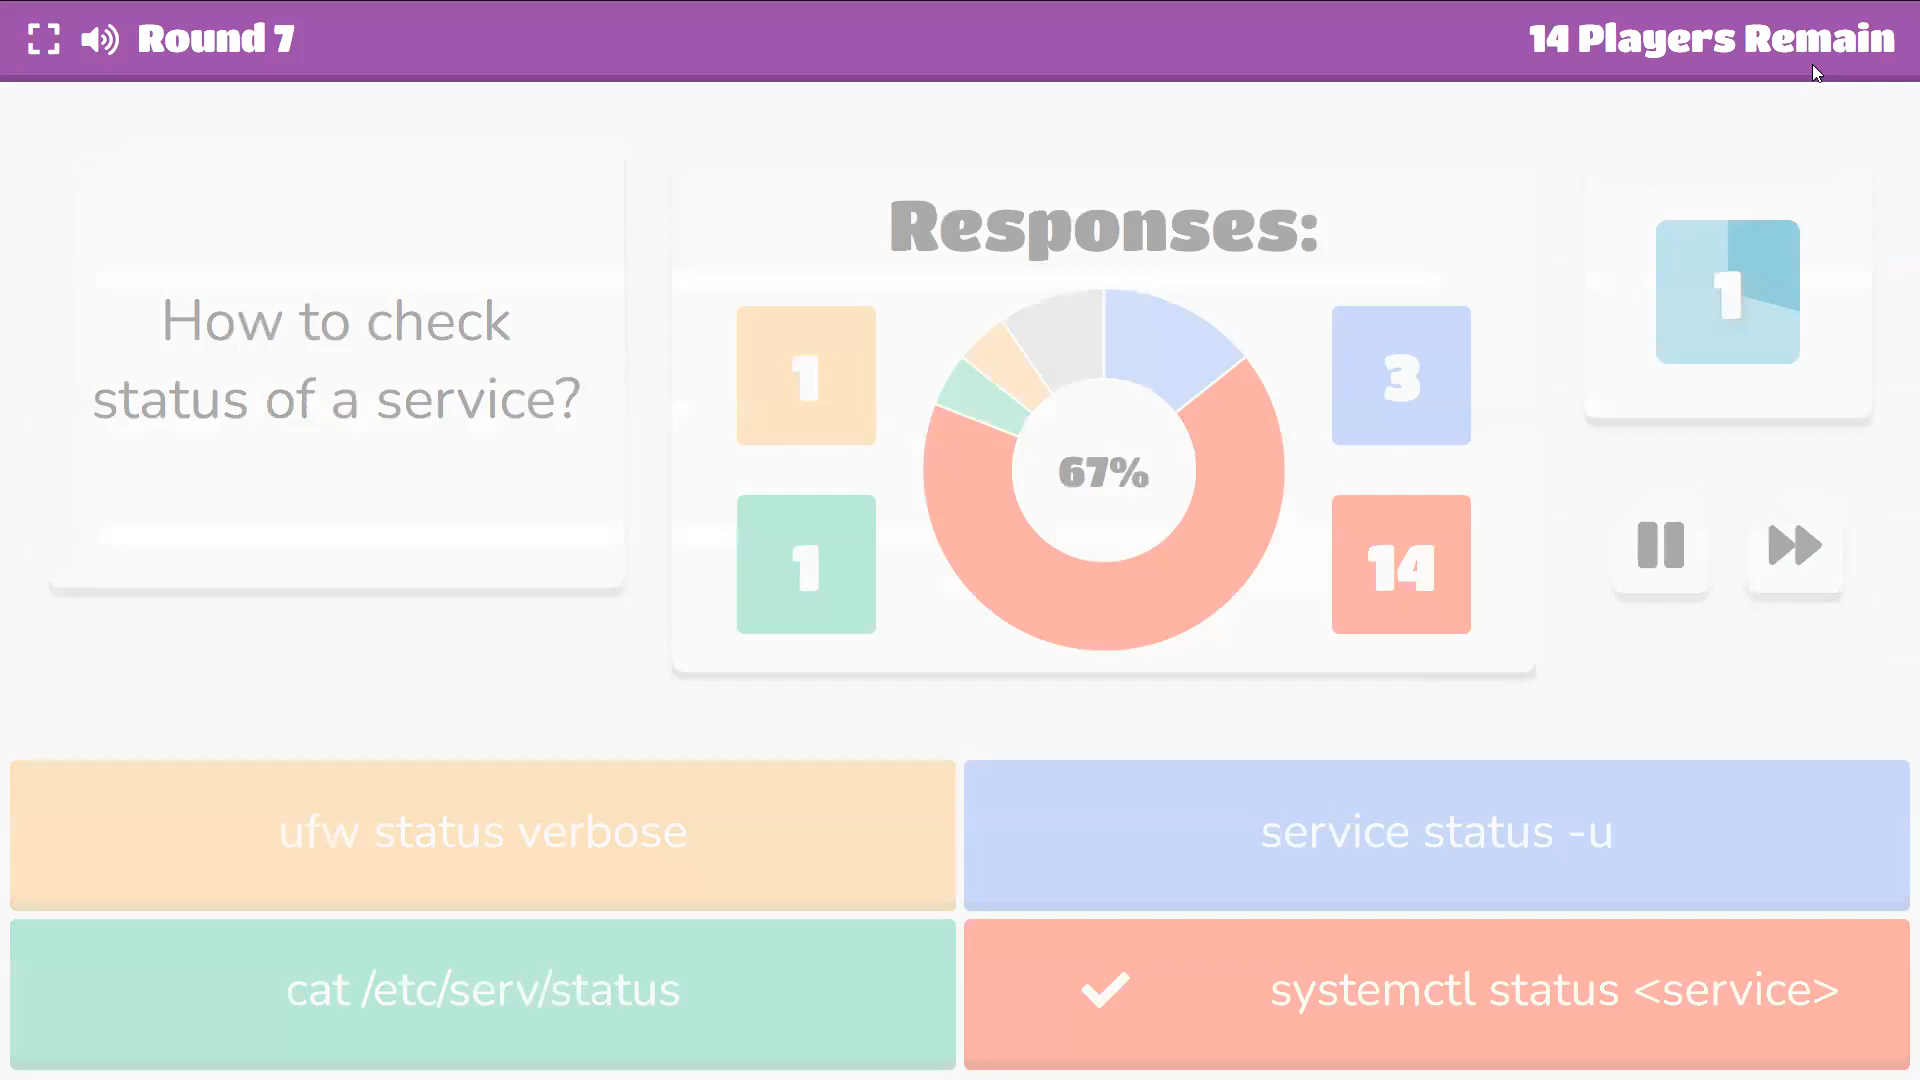 Round 7
14 Players Remain
How to check
status of a service?
Responses:
1
3
1
14
67%
1
ufw status verbose
service status -u
cat /etc/serv/status
systemctl status <service>